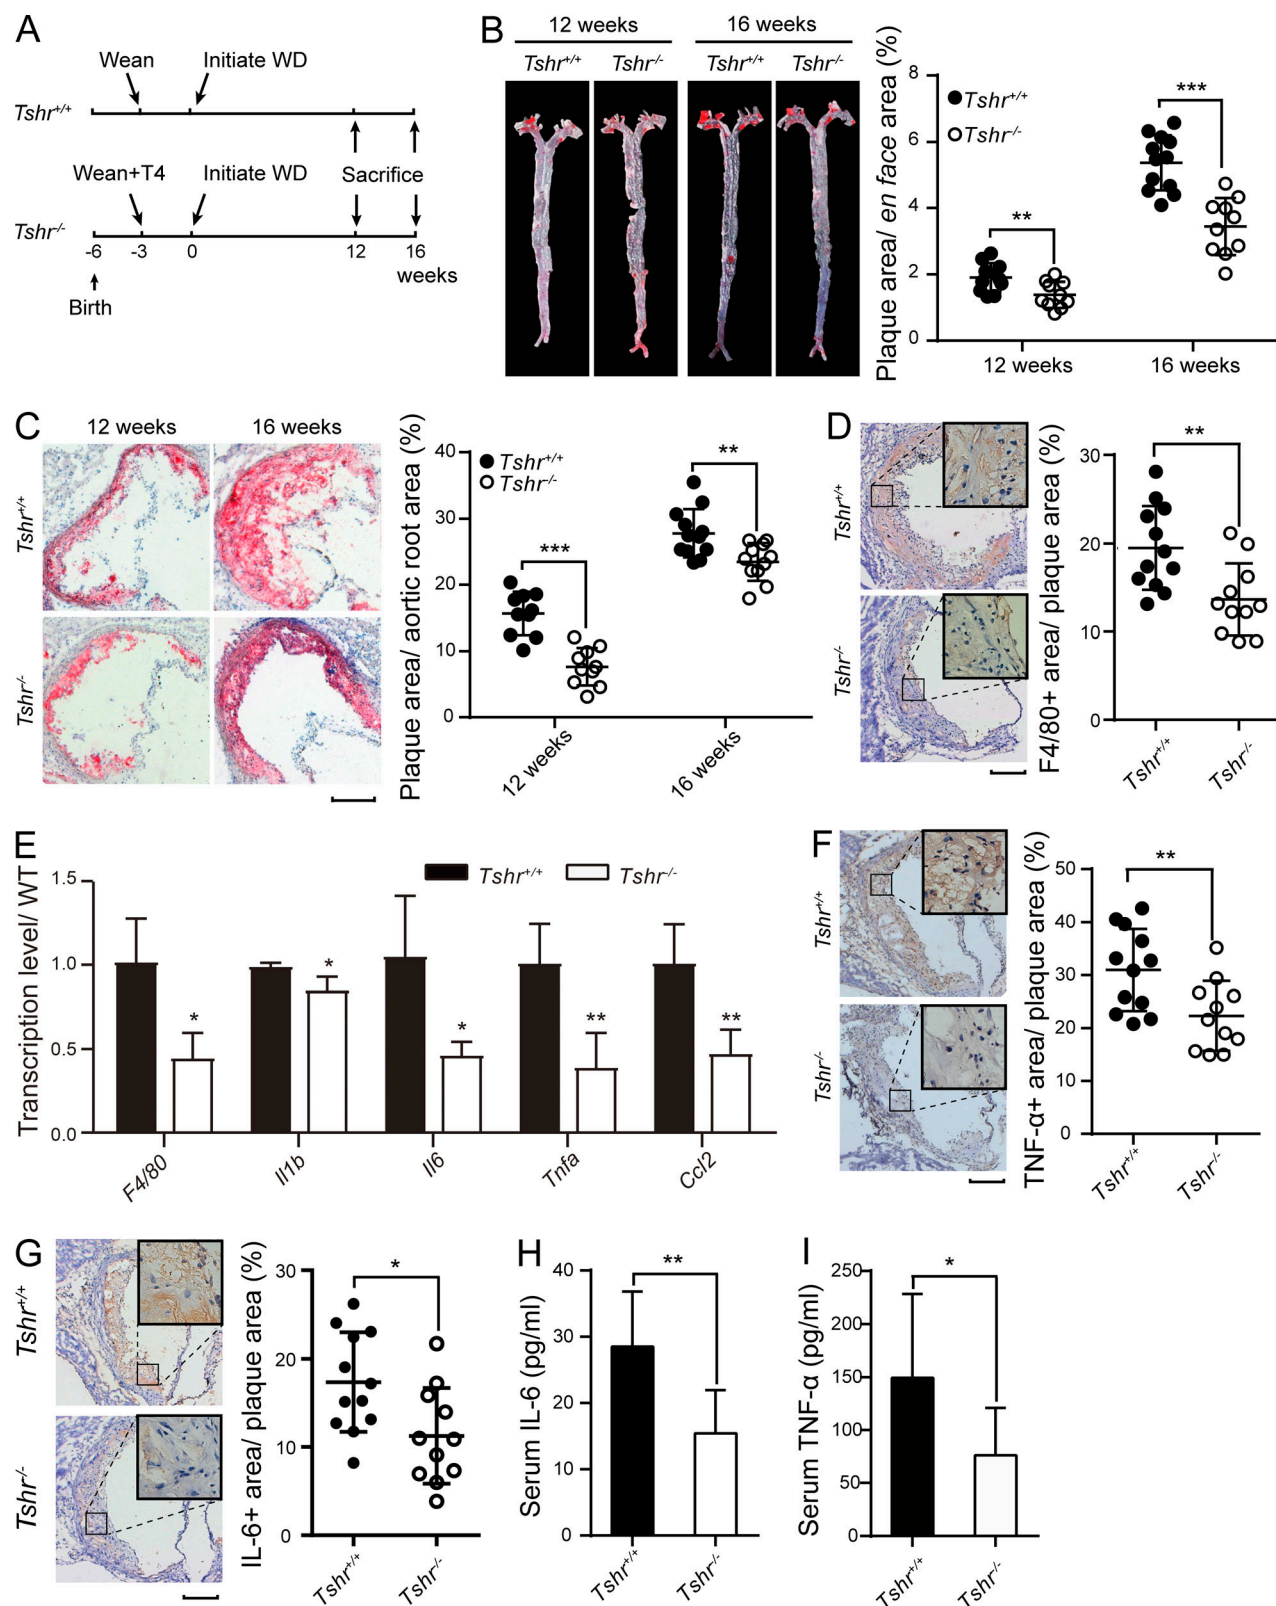 A
Wean
Initiate WD
Tshr+/+
Wean+T4
Initiate WD
Sacrifice
Tshr-/-
-6
-3
0
12
16
weeks
Birth
B
12 weeks
16 weeks
Tshr+/+
Tshr-/-
Tshr+/+
Tshr-/-
Plaque area/ en face area (%)
8
6
4
2
0
Tshr+/+
Tshr-/-
**
***
12 weeks
16 weeks
C
12 weeks
16 weeks
Tshr+/+
Tshr-/-
Plaque area/ aortic root area (%)
40
30
20
10
0
Tshr+/+
Tshr-/-
***
**
12 weeks
16 weeks
D
Tshr+/+
Tshr-/-
F4/80+ area/ plaque area (%)
30
20
10
0
**
Tshr+/+
Tshr-/-
E
Transcription level/ WT
1.5
1.0
0.5
0.0
Tshr+/+
Tshr-/-
*
*
*
**
**
F4/80
Il1b
Il6
Tnfa
Ccl2
F
Tshr+/+
Tshr-/-
TNF-α+ area/ plaque area (%)
50
40
30
20
10
0
**
Tshr+/+
Tshr-/-
G
Tshr+/+
Tshr-/-
IL-6+ area/ plaque area (%)
30
20
10
0
*
Tshr+/+
Tshr-/-
H
Serum IL-6 (pg/ml)
40
30
20
10
0
**
Tshr+/+
Tshr-/-
I
Serum TNF-α (pg/ml)
250
200
150
100
50
0
*
Tshr+/+
Tshr-/-